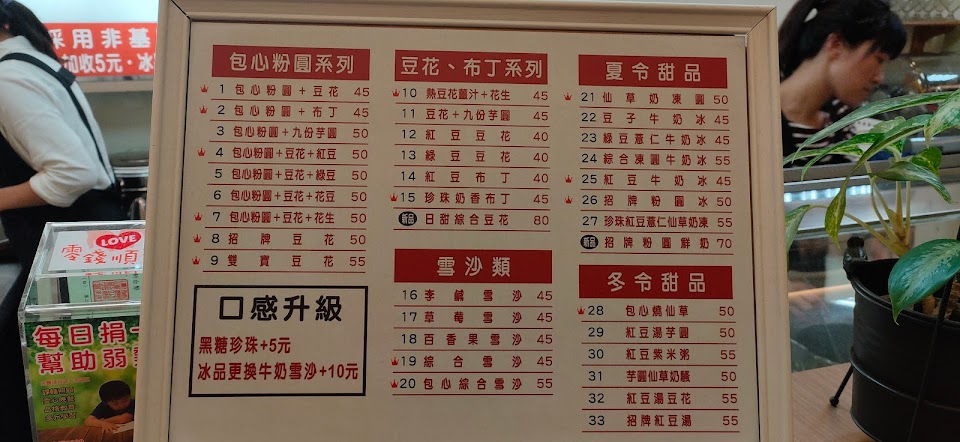 採用非基
加收5元·冰
LOVE
零錢順
每日捐一
幫助弱
包心粉圓系列
1 包心粉圓+豆花 45
2 包心粉圓+布丁 45
3 包心粉圓+九份芋圓 50
4 包心粉圓+豆花+紅豆 50
5 包心粉圓+豆花+綠豆 50
6 包心粉圓+豆花+花豆 50
7 包心粉圓+豆花+花生 50
8 招牌豆花 50
9 雙寶豆花 55
口感升級
黑糖珍珠+5元
冰品更換牛奶雪沙+10元
豆花、布丁系列
10 熱豆花薑汁+花生 45
11 豆花+九份芋圓 45
12 紅豆豆花 40
13 綠豆豆花 40
14 紅豆布丁 40
15 珍珠奶香布丁 45
新品 日甜綜合豆花 80
雪沙類
16 李鹹雪沙 45
17 草莓雪沙 45
18 百香果雪沙 45
19 綜合雪沙 45
20 包心綜合雪沙 55
夏令甜品
21 仙草奶凍圓 50
22 豆子牛奶冰 45
23 綠豆薏仁牛奶冰 45
24 綜合凍圓牛奶冰 55
25 紅豆牛奶冰 45
26 招牌粉圓冰 50
27 珍珠紅豆薏仁仙草奶凍 55
新品 招牌粉圓鮮奶 70
冬令甜品
28 包心燒仙草 50
29 紅豆湯芋圓 50
30 紅豆紫米粥 55
31 芋圓仙草奶 50
32 紅豆湯豆花 55
33 招牌紅豆湯 55